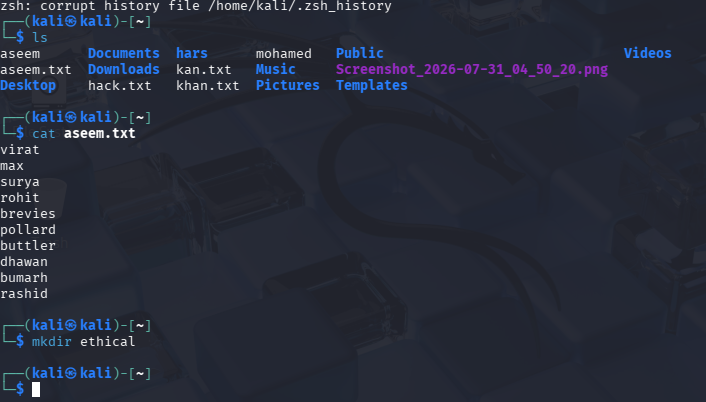 zsh: corrupt history file /home/kali/.zsh_history
┌──(kali㉿kali)-[~]
└─$ ls
aseem      Documents  hars      mohamed   Public                              Videos
aseem.txt  Downloads  kan.txt   Music     Screenshot_2026-07-31_04_50_20.png
Desktop    hack.txt   khan.txt  Pictures  Templates
┌──(kali㉿kali)-[~]
└─$ cat aseem.txt
virat
max
surya
rohit
brevies
pollard
buttler
dhawan
bumarh
rashid
┌──(kali㉿kali)-[~]
└─$ mkdir ethical
┌──(kali㉿kali)-[~]
└─$